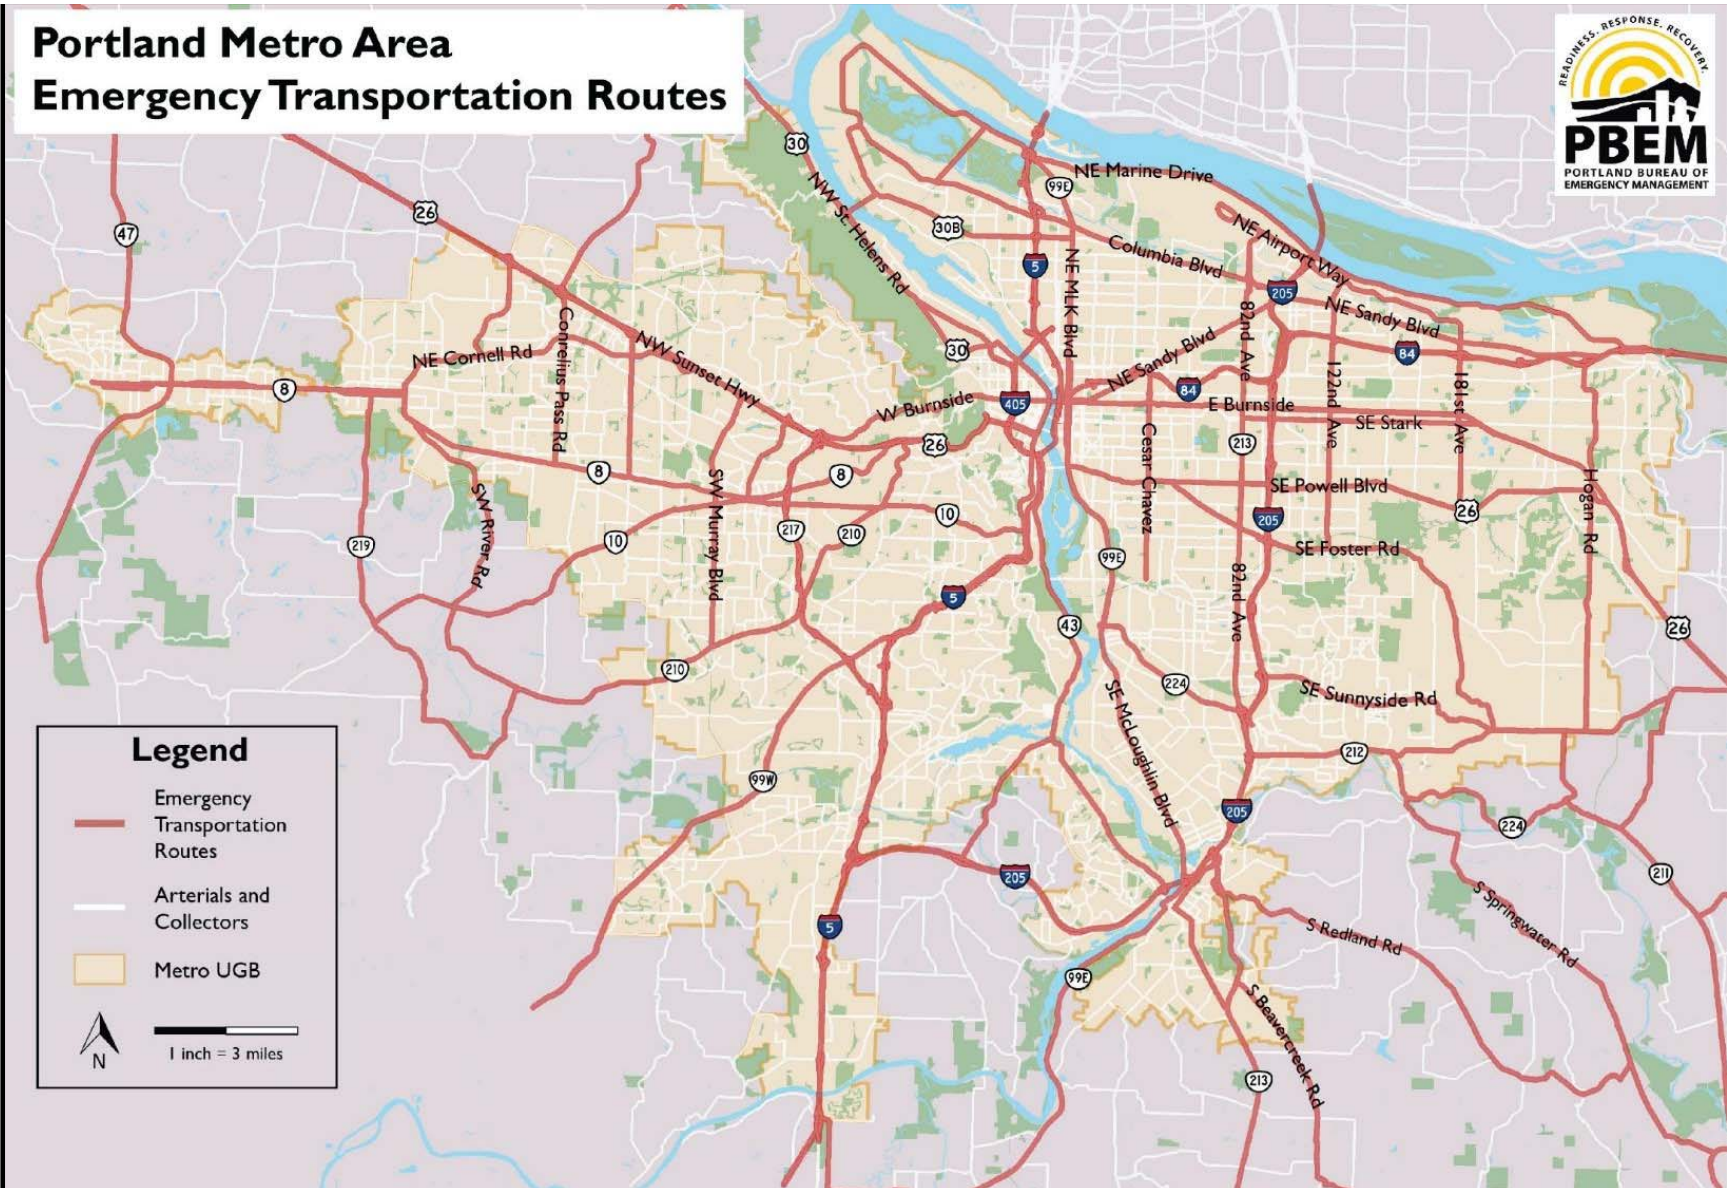 Portland Metro Area
Emergency Transportation Routes
READINESS. RESPONSE. RECOVERY.
PBEM
PORTLAND BUREAU OF
EMERGENCY MANAGEMENT
30
NE Marine Drive
99E
26
47
NW St. Helens Rd
30B
NE Airport Way
Columbia Blvd
5
NE MLK Blvd
205
82nd Ave
NE Sandy Blvd
Cornelius Pass Rd
NE Cornell Rd
NW Sunset Hwy
30
NE Sandy Blvd
84
122nd Ave
181st Ave
8
W Burnside
405
84
E Burnside
SE Stark
Cesar Chavez
213
26
8
8
SW Murray Blvd
SW River Rd
SE Powell Blvd
26
Hogan Rd
10
217
210
10
205
219
99E
SE Foster Rd
82nd Ave
5
43
26
210
224
SE Sunnyside Rd
SE McLoughlin Blvd
212
99W
205
224
205
211
5
S Springwater Rd
S Redland Rd
99E
S Beavercreek Rd
213
Legend
Emergency
Transportation
Routes
Arterials and
Collectors
Metro UGB
N
1 inch = 3 miles